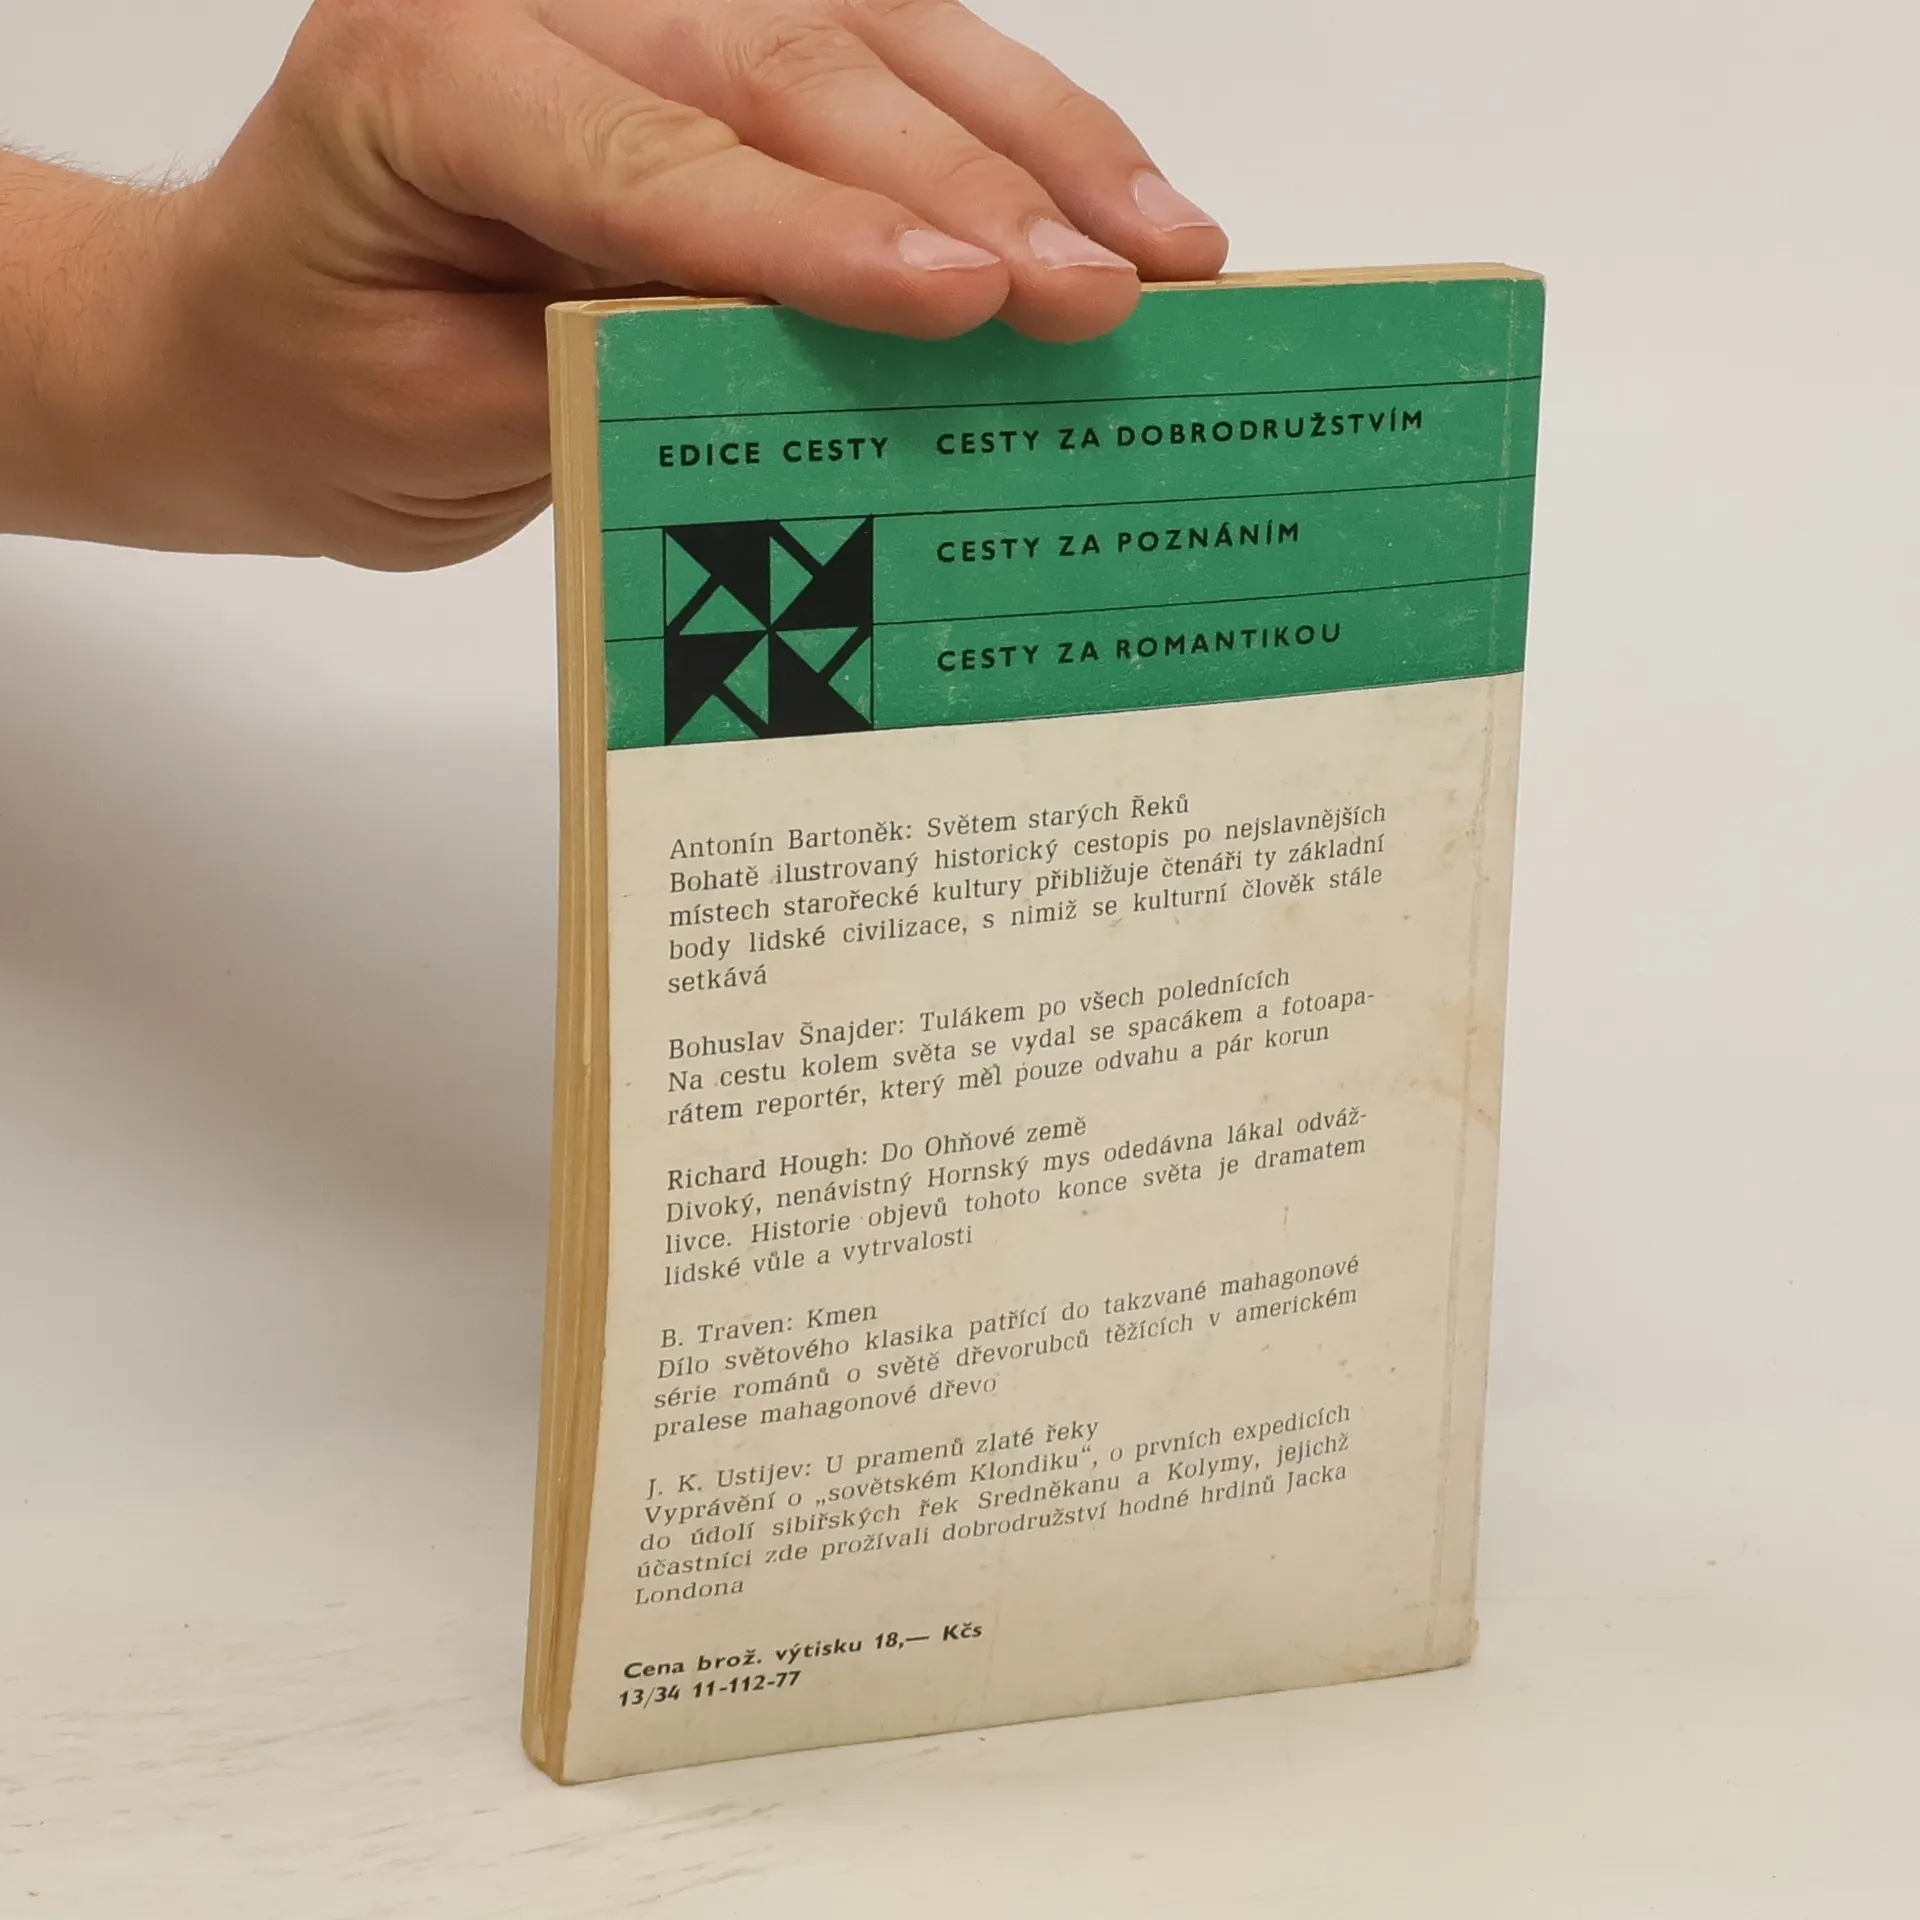 EDICE CESTY CESTY ZA DOBRODRUŽSTVÍM
CESTY ZA POZNÁNÍM
CESTY ZA ROMANTIKOU
Antonín Bartoněk: Světem starých Řeků
Bohatě ilustrovaný historický cestopis po nejslavnějších
místech starořecké kultury přibližuje čtenáři ty základní
body lidské civilizace, s nimiž se kulturní člověk stále
setkává
Bohuslav Šnajder: Tulákem po všech polednících
Na cestu kolem světa se vydal se spacákem a fotoapa-
rátem reportér, který měl pouze odvahu a pár korun
Richard Hough: Do Ohňové země
Divoký, nenávistný Hornský mys odedávna lákal odváž-
livce. Historie objevů tohoto konce světa je dramatem
lidské vůle a vytrvalosti
B. Traven: Kmen
Dílo světového klasika patřící do takzvané mahagonové
série románů o světě dřevorubců těžících v americkém
pralese mahagonové dřevo
J. K. Ustijev: U pramenů zlaté řeky
Vyprávění o „sovětském Klondiku“, o prvních expedicích
do údolí sibiřských řek Sredněkanu a Kolymy, jejichž
účastníci zde prožívali dobrodružství hodné hrdinů Jacka
Londona
Cena brož. výtisku 18,— Kčs
13/34 11-112-77